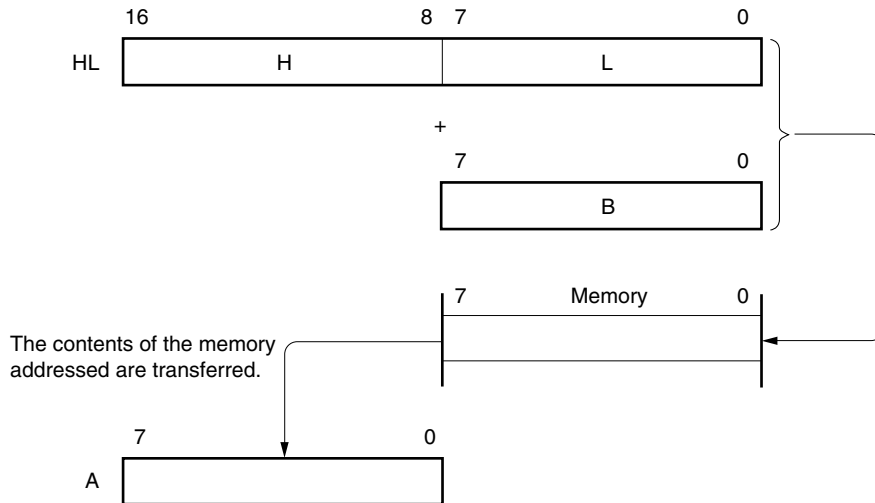 16 8 7 0
HL H L
+
7 0
B
7 Memory 0
The contents of the memory
addressed are transferred.
7 0
A